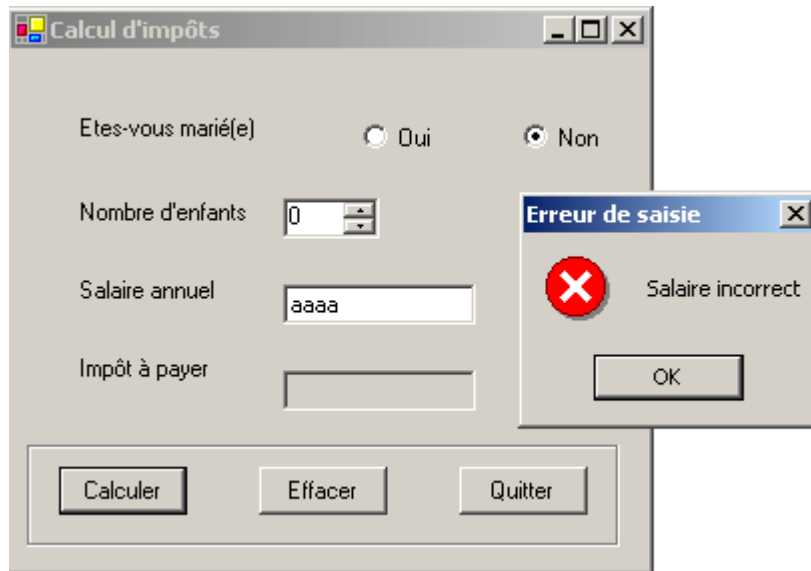 Calcul d'impôts
Etes-vous marié(e)
Oui
Non
Nombre d'enfants
0
Erreur de saisie
Salaire incorrect
OK
Salaire annuel
aaaa
Impôt à payer
Calculer
Effacer
Quitter